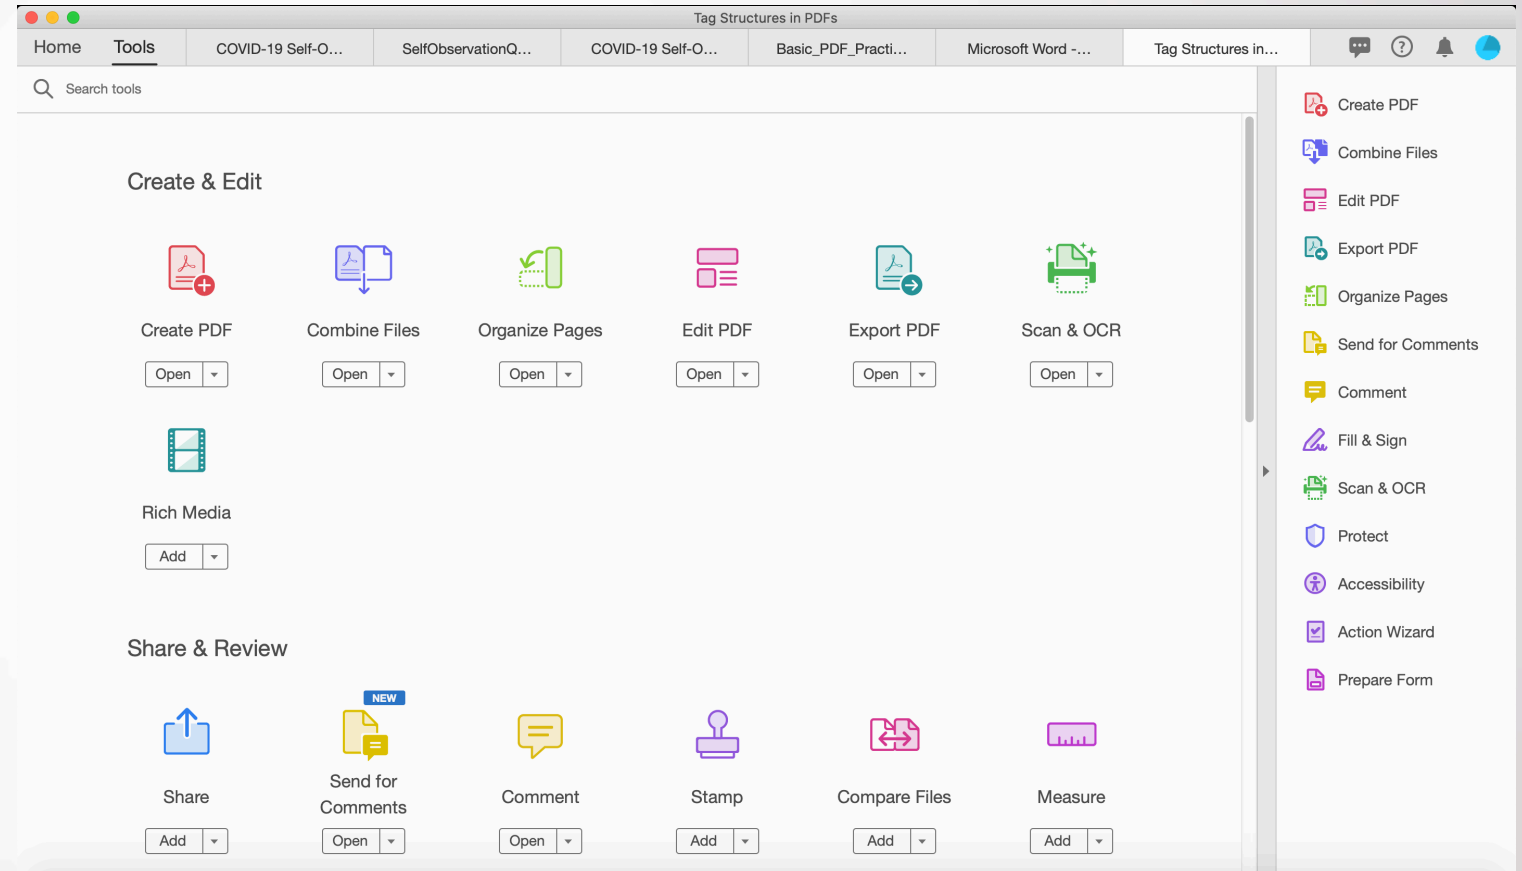 Tag Structures in PDFs
Home Tools COVID-19 Self-O... SelfObservationQ... COVID-19 Self-O... Basic_PDF_Practi... Microsoft Word -... Tag Structures in...
Search tools
Create & Edit
Create PDF Combine Files Organize Pages Edit PDF Export PDF Scan & OCR
Open Open Open Open Open Open
Rich Media
Add
Share & Review
NEW
Share Send for Comments Comment Stamp Compare Files Measure
Add Open Open Add Add Add
Create PDF
Combine Files
Edit PDF
Export PDF
Organize Pages
Send for Comments
Comment
Fill & Sign
Scan & OCR
Protect
Accessibility
Action Wizard
Prepare Form